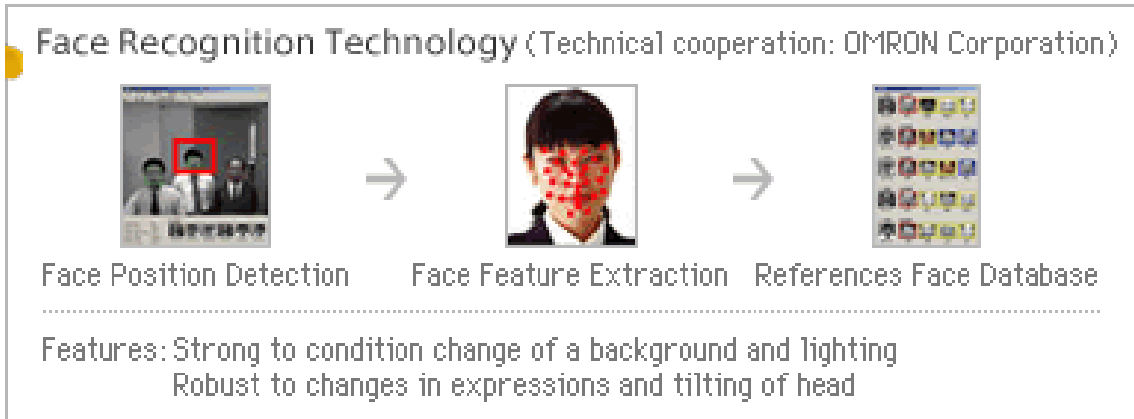 Face Recognition Technology (Technical cooperation: OMRON Corporation)
Face Position Detection
Face Feature Extraction
References Face Database
Features: Strong to condition change of a background and lighting
Robust to changes in expressions and tilting of head